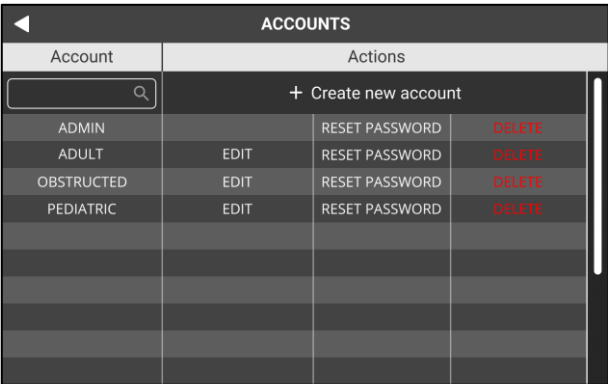 ACCOUNTS
Account Actions
+ Create new account
ADMIN RESET PASSWORD DELETE
ADULT EDIT RESET PASSWORD DELETE
OBSTRUCTED EDIT RESET PASSWORD DELETE
PEDIATRIC EDIT RESET PASSWORD DELETE